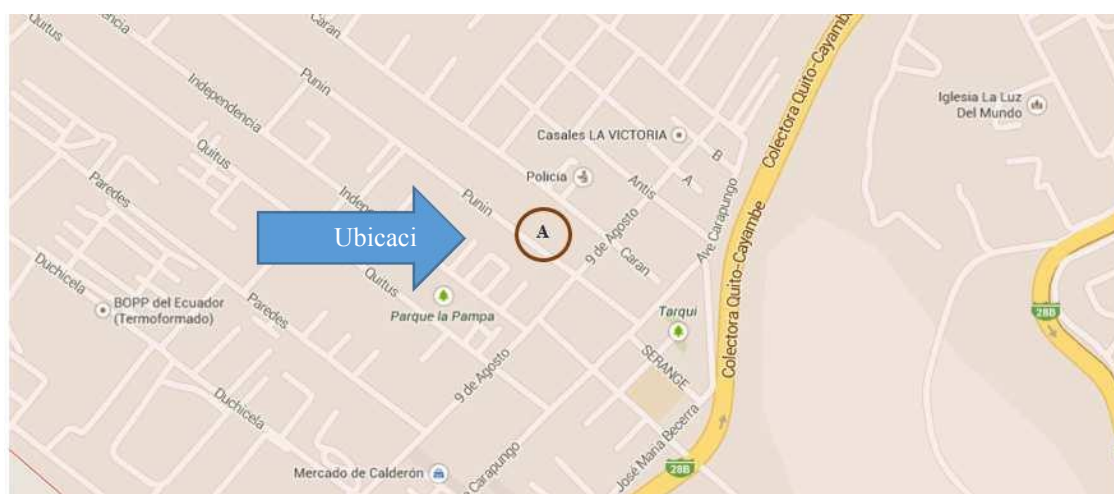 Quitus
dencia
Caran
Punin
Independencia
Quitus
Paredes
Casales LA VICTORIA
B
A
Policía
Antis
Ave Carapungo
Colectora Quito-Cayambe
Colectora Quito-Cayambe
Iglesia La Luz
Del Mundo
Punin
Indepe
Ubicaci
A
9 de Agosto
Caran
Quitus
Duchicela
BOPP del Ecuador
(Termoformado)
Paredes
Parque la Pampa
Tarqui
28B
SERANGE
9 de Agosto
Duchicela
José María Becerra
Mercado de Calderón
e Carapungo
28B